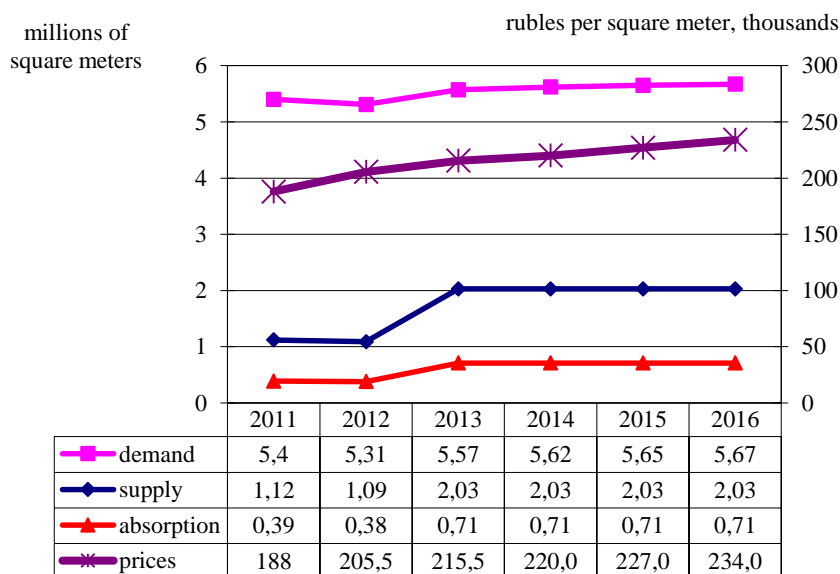 millions of
square meters
rubles per square meter, thousands
6 300
5 250
4 200
3 150
2 100
1 50
0 0
2011 2012 2013 2014 2015 2016
demand 5,4 5,31 5,57 5,62 5,65 5,67
supply 1,12 1,09 2,03 2,03 2,03 2,03
absorption 0,39 0,38 0,71 0,71 0,71 0,71
prices 188 205,5 215,5 220,0 227,0 234,0